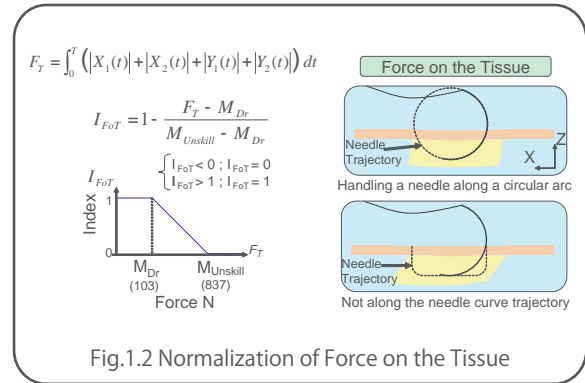 F_T = ∫_0^T (|X_1(t)| + |X_2(t)| + |Y_1(t)| + |Y_2(t)|) dt
I_FoT = 1 - (F_T - M_Dr) / (M_Unskill - M_Dr)
I_FoT < 0 ; I_FoT = 0
I_FoT > 1 ; I_FoT = 1
I_FoT
1
Index
0
F_T
M_Dr M_Unskill
(103) (837)
Force N
Force on the Tissue
Needle
Trajectory
Z
X
Handling a needle along a circular arc
Needle
Trajectory
Not along the needle curve trajectory
Fig.1.2 Normalization of Force on the Tissue